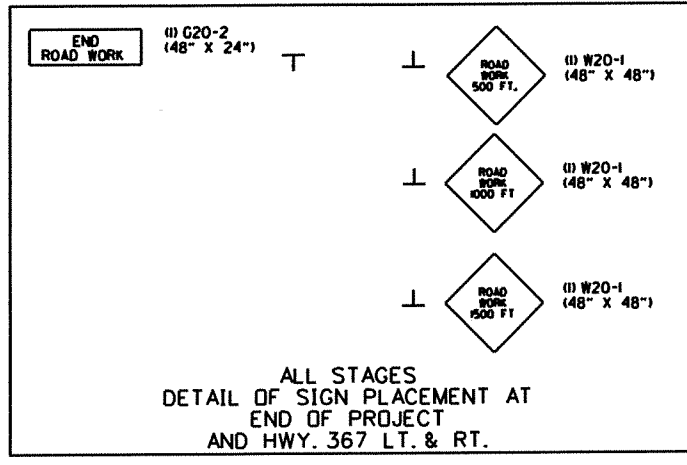 END
ROAD WORK
(1) G20-2
(48" X 24")
ROAD
WORK
500 FT.
(1) W20-1
(48" X 48")
ROAD
WORK
1000 FT
(1) W20-1
(48" X 48")
ROAD
WORK
1500 FT
(1) W20-1
(48" X 48")
ALL STAGES
DETAIL OF SIGN PLACEMENT AT
END OF PROJECT
AND HWY. 367 LT. & RT.